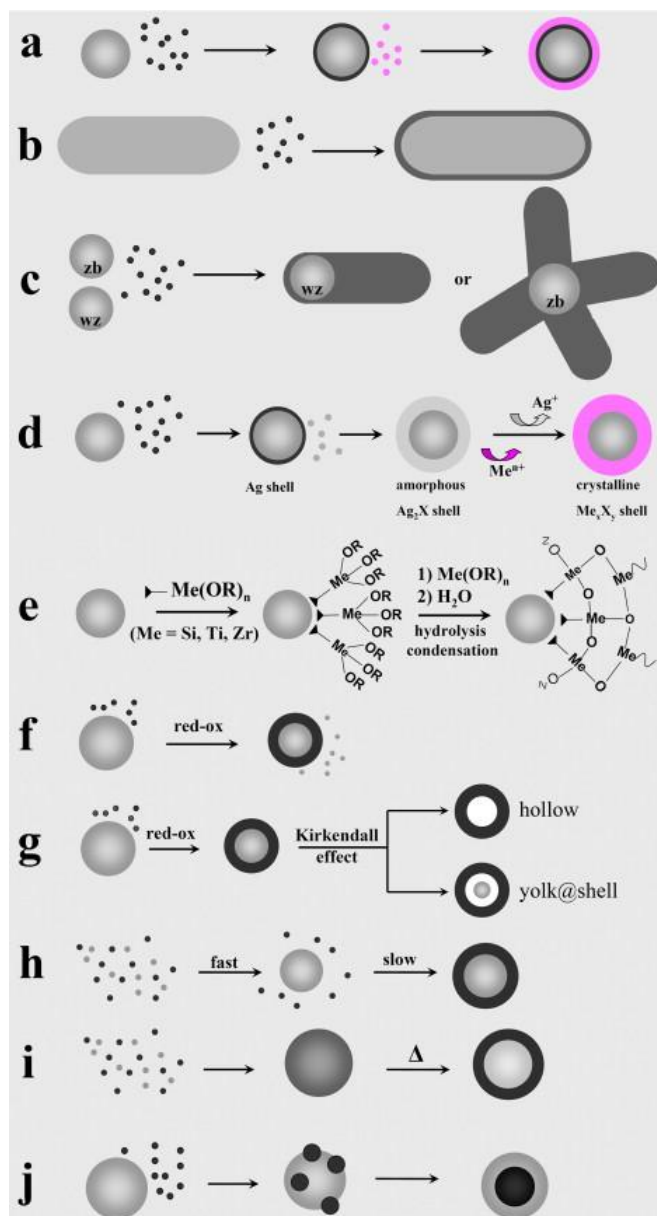 a
b
zb
wz
c
wz
or
zb
d
Ag⁺
Meⁿ⁺
Ag shell
amorphous
Ag₂X shell
crystalline
MeₓXᵧ shell
e
Me(OR)ₙ
(Me = Si, Ti, Zr)
OR
Me OR
OR
OR
Me OR
OR
OR
Me OR
OR
1) Me(OR)ₙ
2) H₂O
hydrolysis
condensation
Z
O O
Me Me
O
Me O
O
Me Me
O O
Z
f
red-ox
g
red-ox
Kirkendall
effect
hollow
yolk@shell
h
fast
slow
i
Δ
j